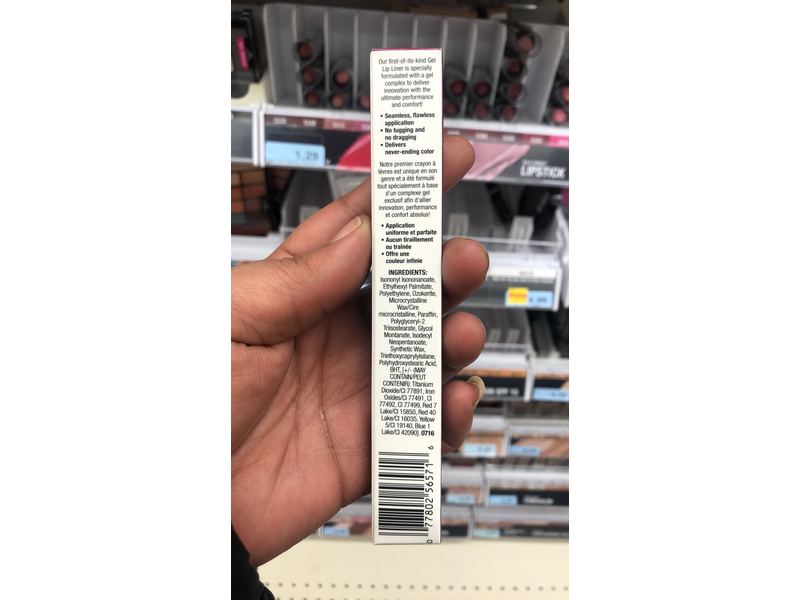 Our first-of-its-kind Gel
Lip Liner is specially
formulated with a gel
complex to deliver
innovation with the
ultimate performance
and comfort!
• Seamless, flawless
application
• No tugging and
no dragging
• Delivers
never-ending color
Notre premier crayon à
lèvres est unique en son
genre et a été formulé
tout spécialement à base
d'un complexe gel
exclusif afin d'allier
innovation, performance
et confort absolus!
• Application
uniforme et parfaite
• Aucun tiraillement
ou traînée
• Offre une
couleur infinie
INGREDIENTS:
Isononyl Isononanoate,
Ethylhexyl Palmitate,
Polyethylene, Ozokerite,
Microcrystalline
Wax/Cire
microcristalline, Paraffin,
Polyglyceryl-2
Triisostearate, Glycol
Montanate, Isodecyl
Neopentanoate,
Synthetic Wax,
Triethoxycaprylylsilane,
Polyhydroxystearic Acid,
BHT, [+/- (MAY
CONTAIN/PEUT
CONTENIR): Titanium
Dioxide/CI 77891, Iron
Oxides/CI 77491, CI
77492, CI 77499, Red 7
Lake/CI 15850, Red 40
Lake/CI 16035, Yellow
5/CI 19140, Blue 1
Lake/CI 42090]. 0716
0 77802 56571 6
1.29
LIPSTICK